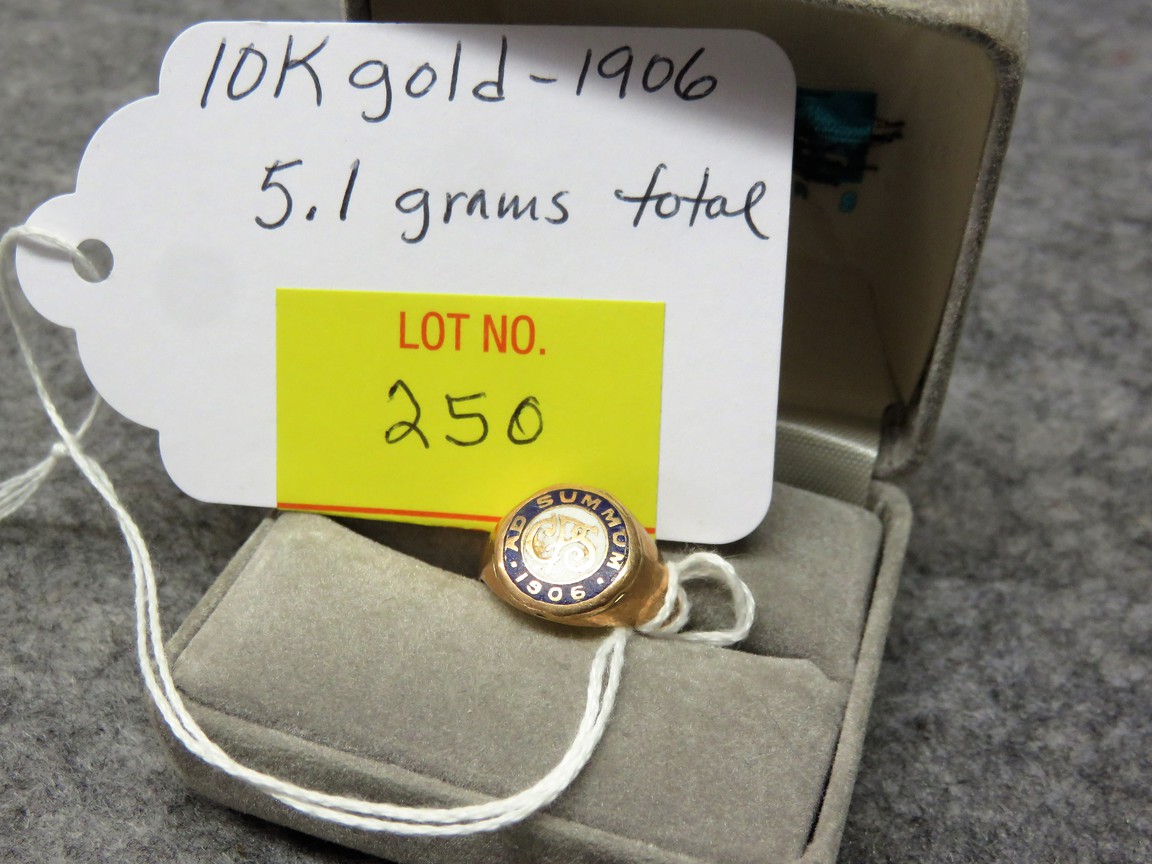 10K gold-1906
5.1 grams total
LOT NO.
250
AD SUMMUM
1906